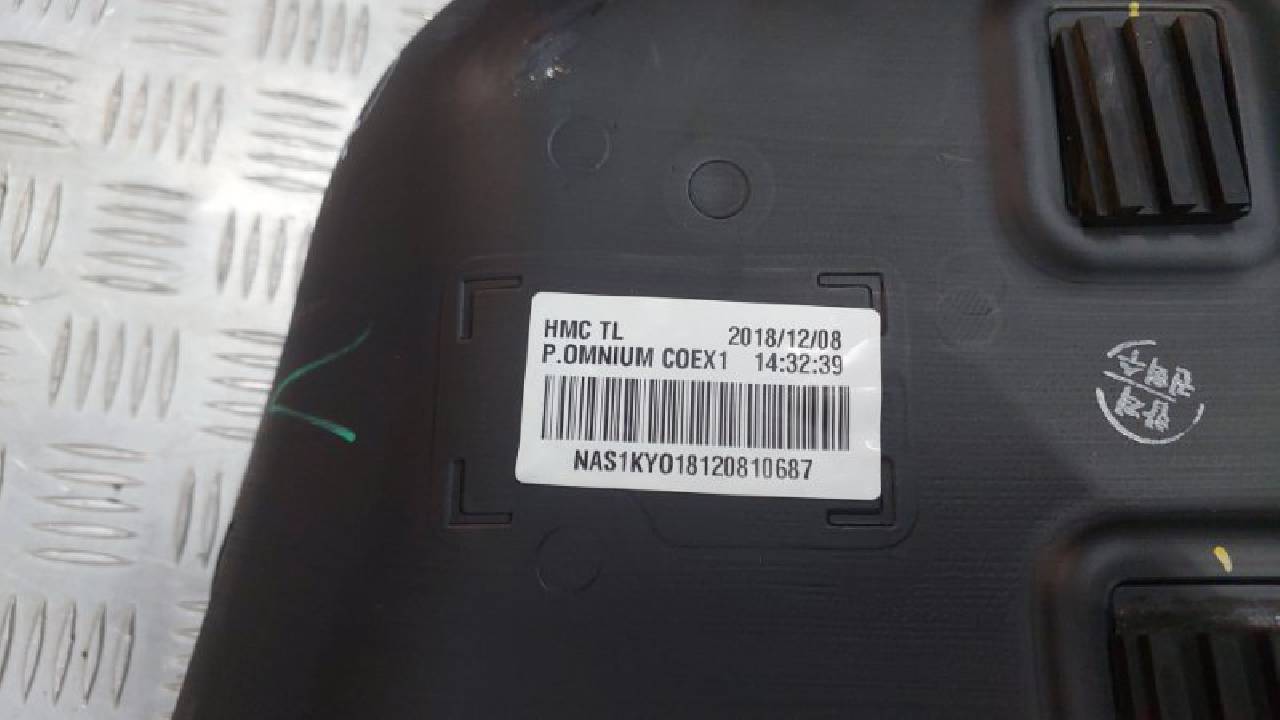 HMC TL 2018/12/08
P.OMNIUM COEX1 14:32:39
NAS1KYO18120810687